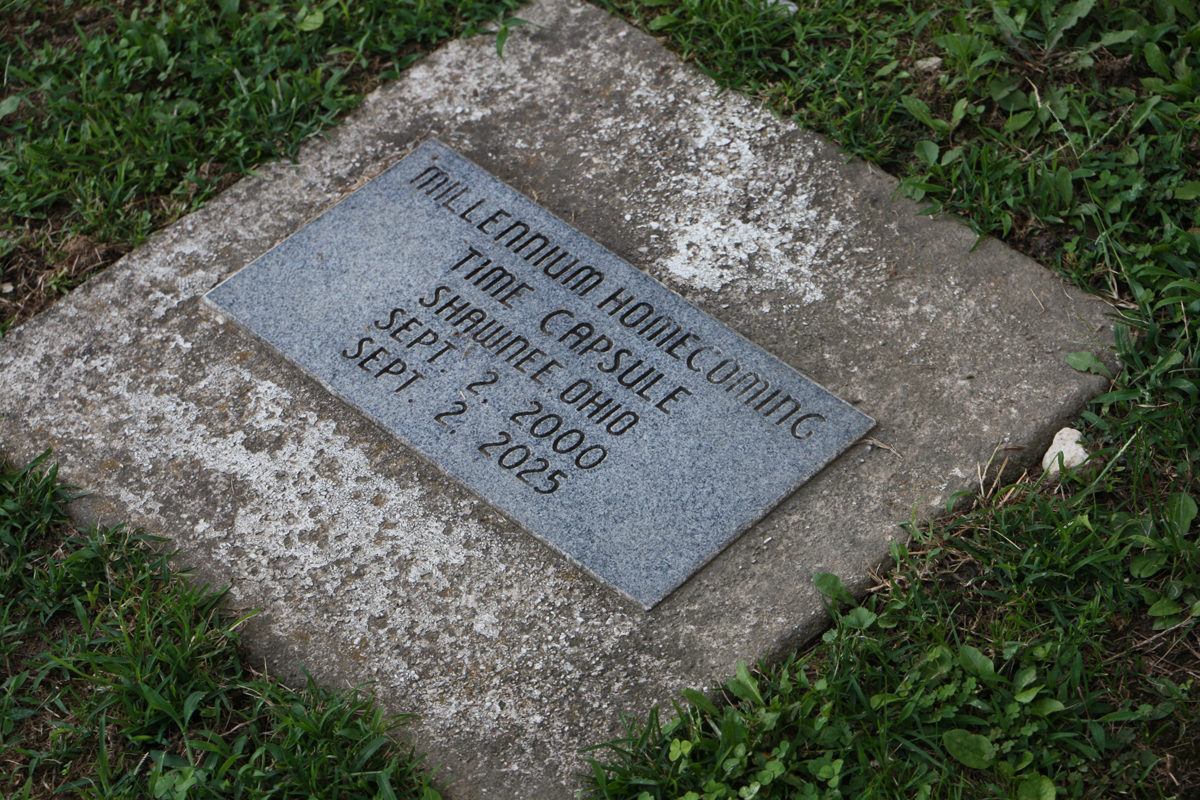 MILLENNIUM HOMECOMING
TIME CAPSULE
SHAWNEE, OHIO
SEPT. 2, 2000
SEPT. 2, 2025